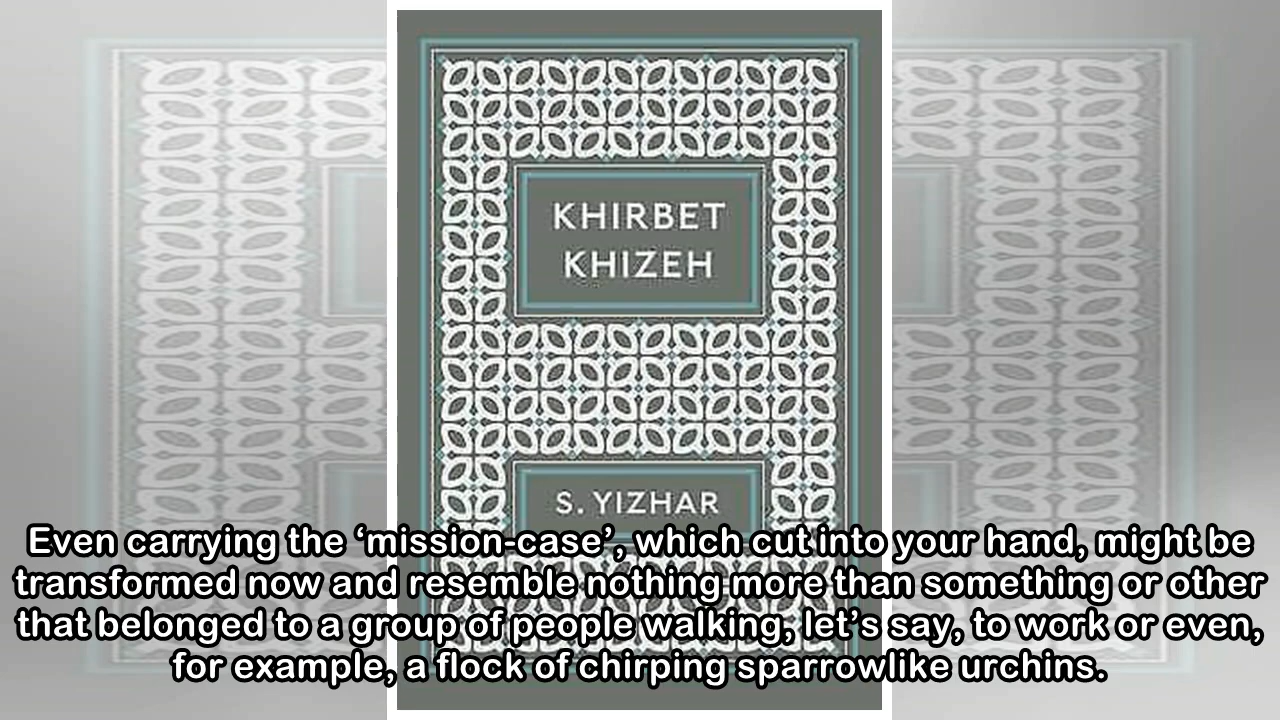 KHIRBET
KHIZEH
S. YIZHAR
Even carrying the ‘mission-case’, which cut into your hand, might be
transformed now and resemble nothing more than something or other
that belonged to a group of people walking, let’s say, to work or even,
for example, a flock of chirping sparrowlike urchins.